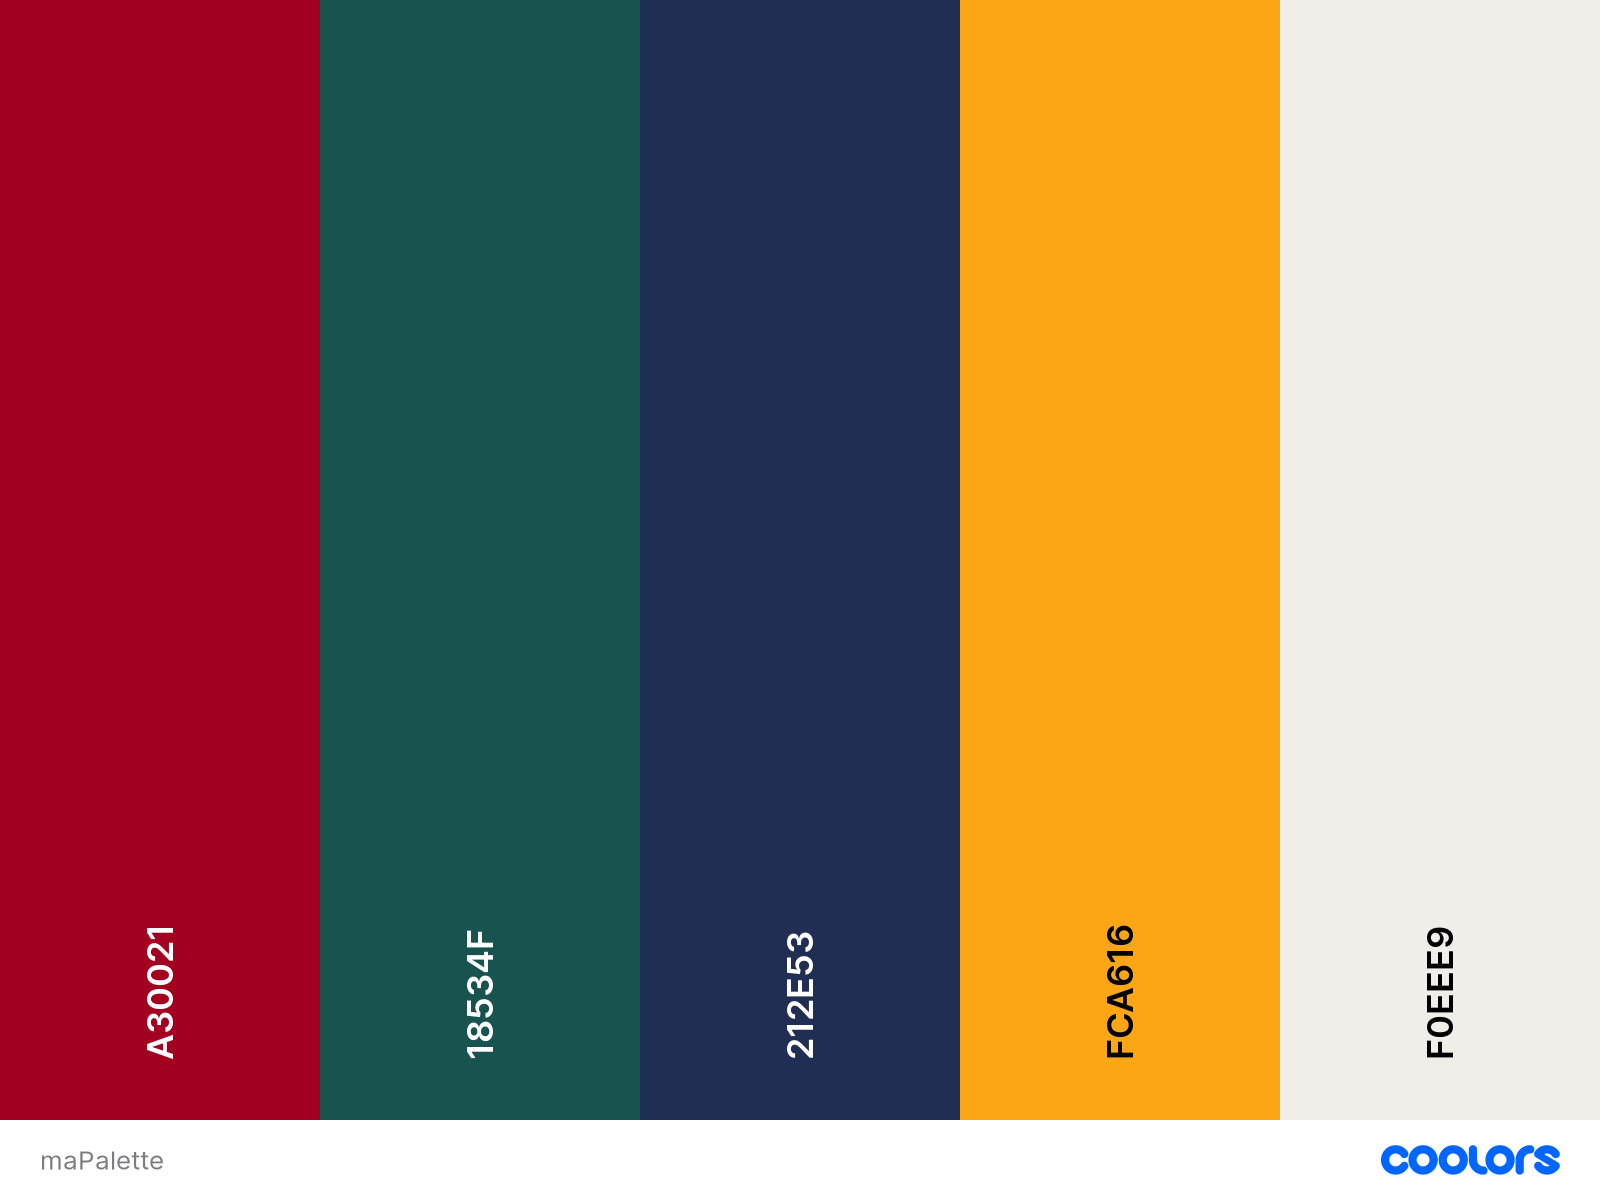 A30021
18534F
212E53
FCA616
F0EEE9
maPalette
coolors